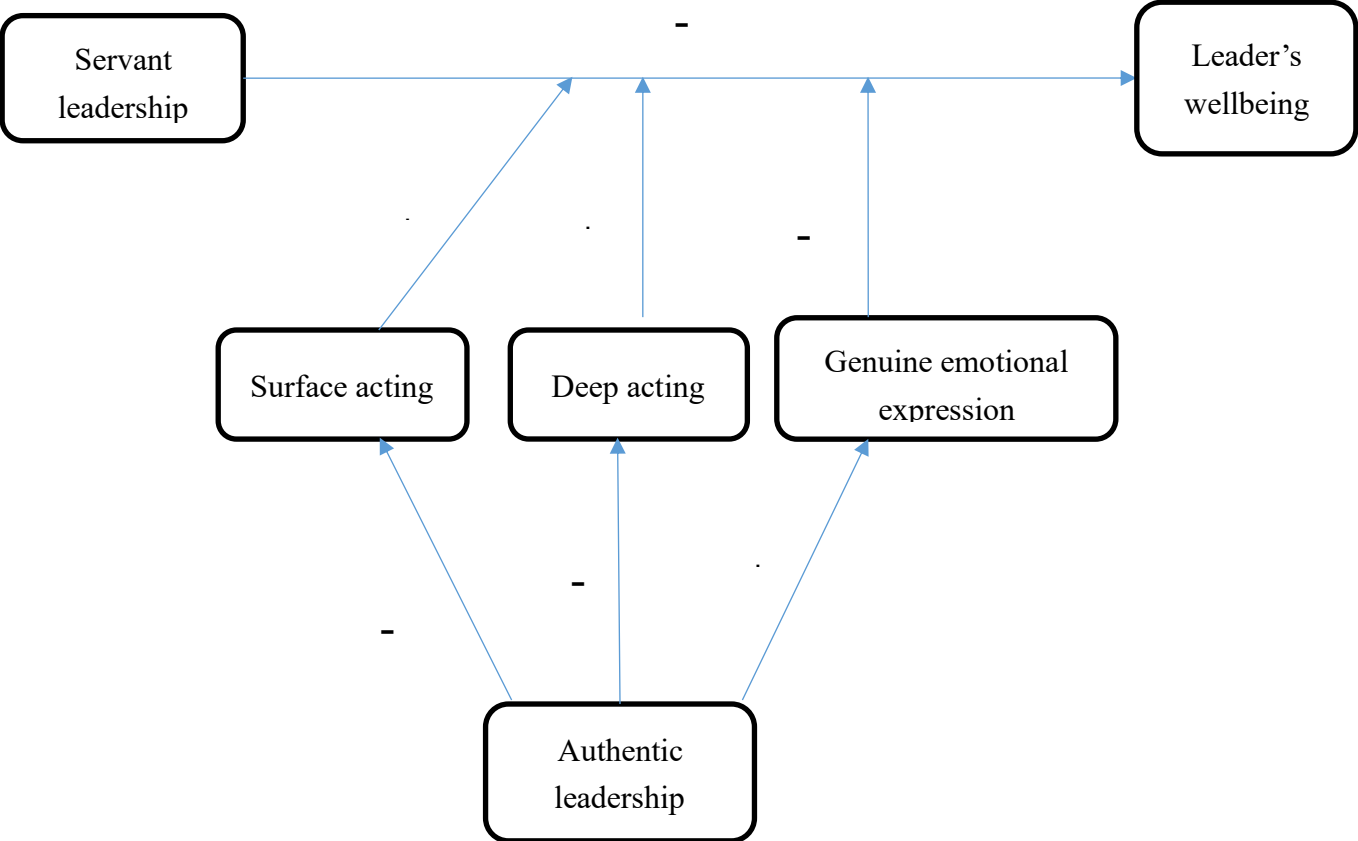 -
Servant
leadership
Leader’s
wellbeing
-
Surface acting
Deep acting
Genuine emotional
expression
-
-
Authentic
leadership